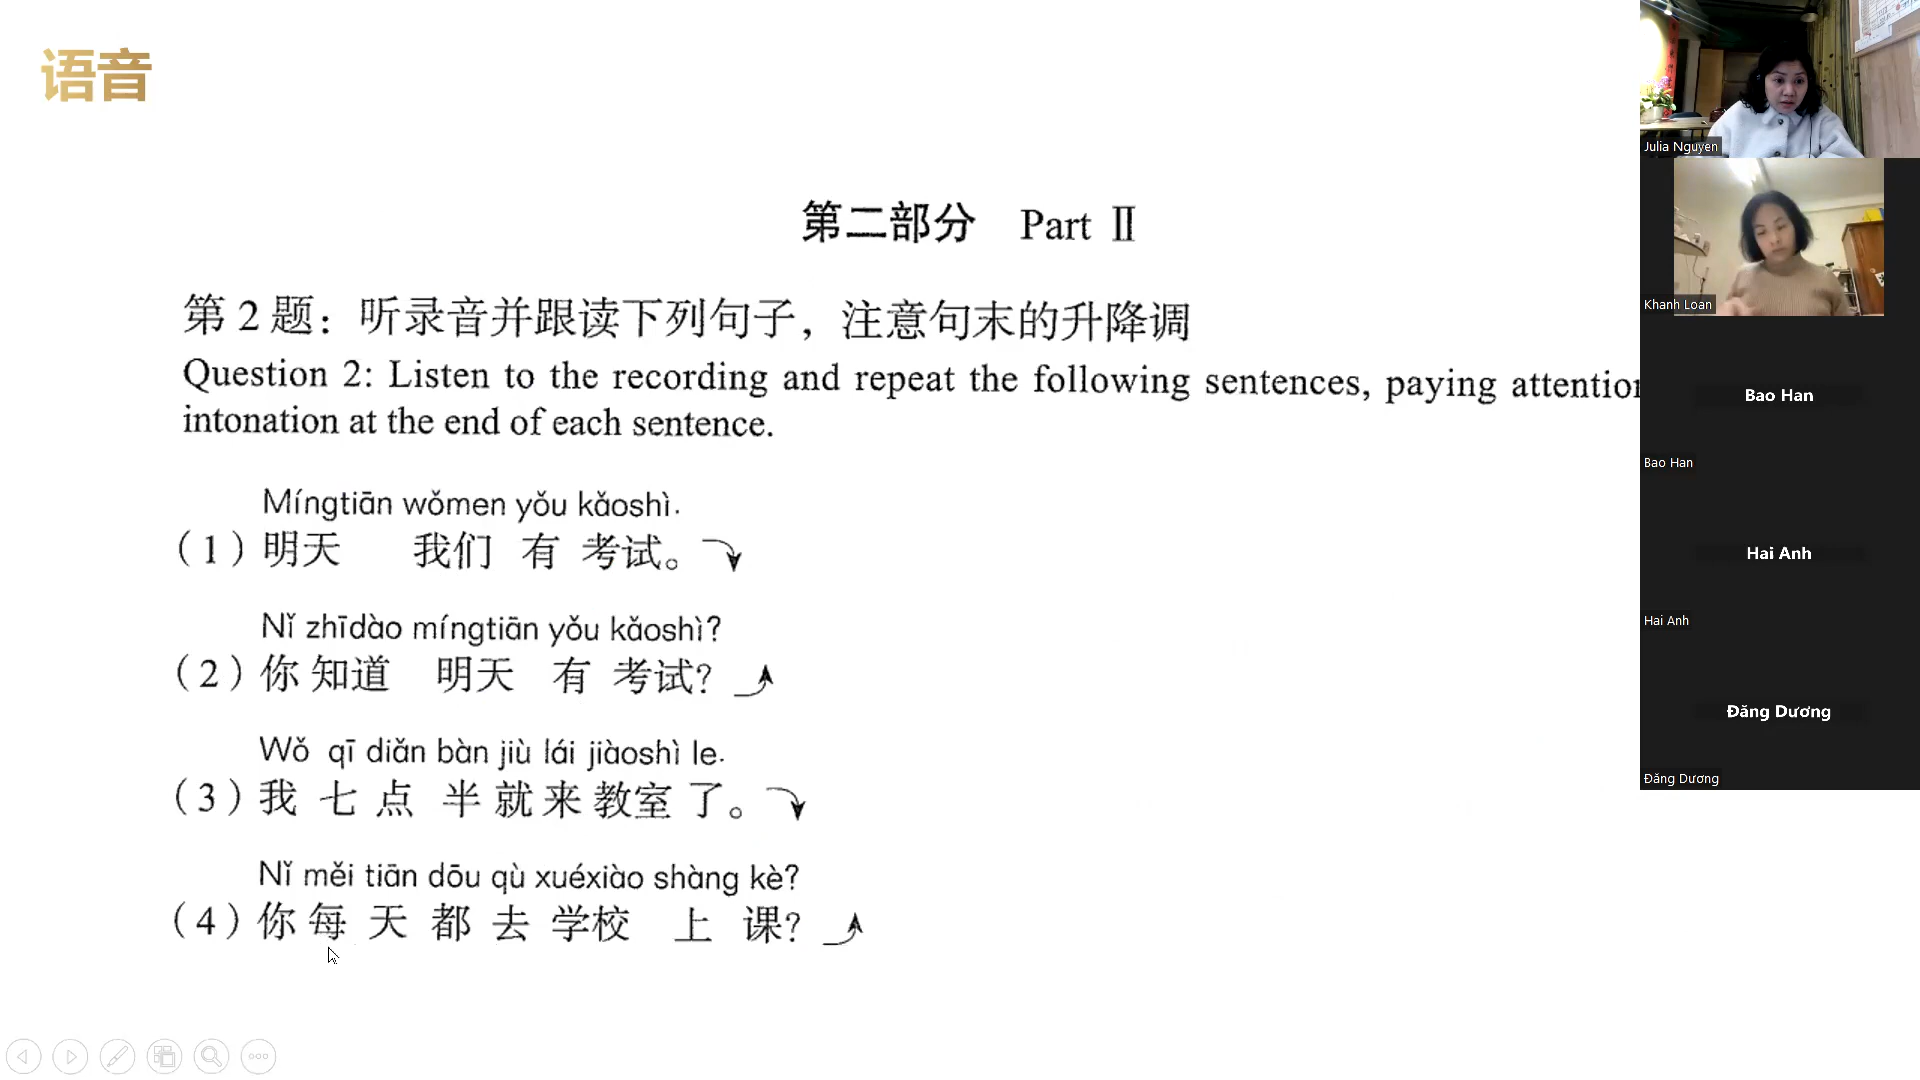 语音
第二部分 Part Ⅱ
第 2 题：听录音并跟读下列句子，注意句末的升降调
Question 2: Listen to the recording and repeat the following sentences, paying attention
intonation at the end of each sentence.
Míngtiān wǒmen yǒu kǎoshì.
（1）明天 我们 有 考试。
Nǐ zhīdào míngtiān yǒu kǎoshì?
（2）你 知道 明天 有 考试？
Wǒ qī diǎn bàn jiù lái jiàoshì le.
（3）我 七 点 半 就 来 教室 了。
Nǐ měi tiān dōu qù xuéxiào shàng kè?
（4）你 每 天 都 去 学校 上 课？
Julia Nguyen
Khanh Loan
Bao Han
Bao Han
Hai Anh
Hai Anh
Đăng Dương
Đăng Dương